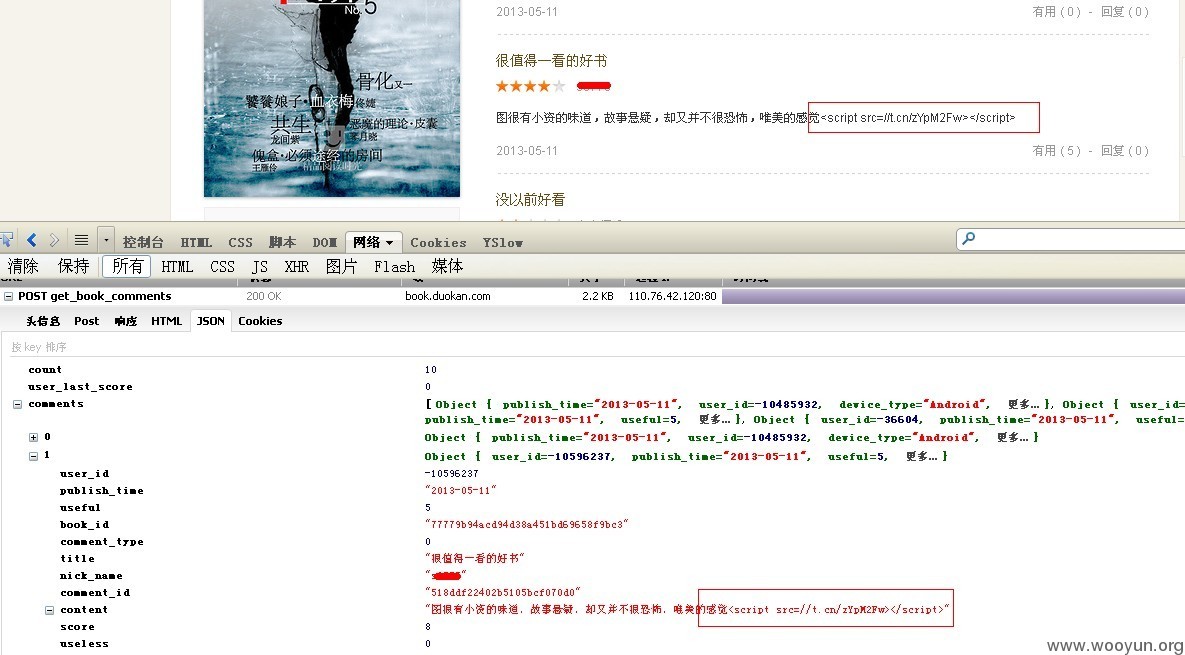 No. 5
骨化 又一
饕餮娘子·血衣梅 佟婕
共生 龙间紫
恶魔的理论·皮囊
傀盒·必须途经的房间
王雁伶
2013-05-11
有用 ( 0 ) - 回复 ( 0 )
很值得一看的好书
图很有小资的味道，故事悬疑，却又并不很恐怖，唯美的感觉<script src=//t.cn/zYpM2Fw></script>
2013-05-11
有用 ( 5 ) - 回复 ( 0 )
没以前好看
控制台 HTML CSS 脚本 DOM 网络 Cookies YSlow
清除 保持 所有 HTML CSS JS XHR 图片 Flash 媒体
POST get_book_comments 200 OK book.duokan.com 2.2 KB 110.76.42.120:80
头信息 Post 响应 HTML JSON Cookies
按 key 排序
count 10
user_last_score 0
comments [Object { publish_time="2013-05-11", user_id=-10485932, device_type="Android", 更多…}, Object { user_id=
publish_time="2013-05-11", useful=5, 更多…}, Object { user_id=-36604, publish_time="2013-05-11", useful=
0 Object { publish_time="2013-05-11", user_id=-10485932, device_type="Android", 更多…}
1 Object { user_id=-10596237, publish_time="2013-05-11", useful=5, 更多…}
user_id -10596237
publish_time "2013-05-11"
useful 5
book_id "77779b94acd94d38a451bd69658f9bc3"
comment_type 0
title "很值得一看的好书"
nick_name
comment_id "518ddf22402b5105bcf070d0"
content "图很有小资的味道，故事悬疑，却又并不很恐怖，唯美的感觉<script src=//t.cn/zYpM2Fw></script>"
score 8
useless 0
www.wooyun.org